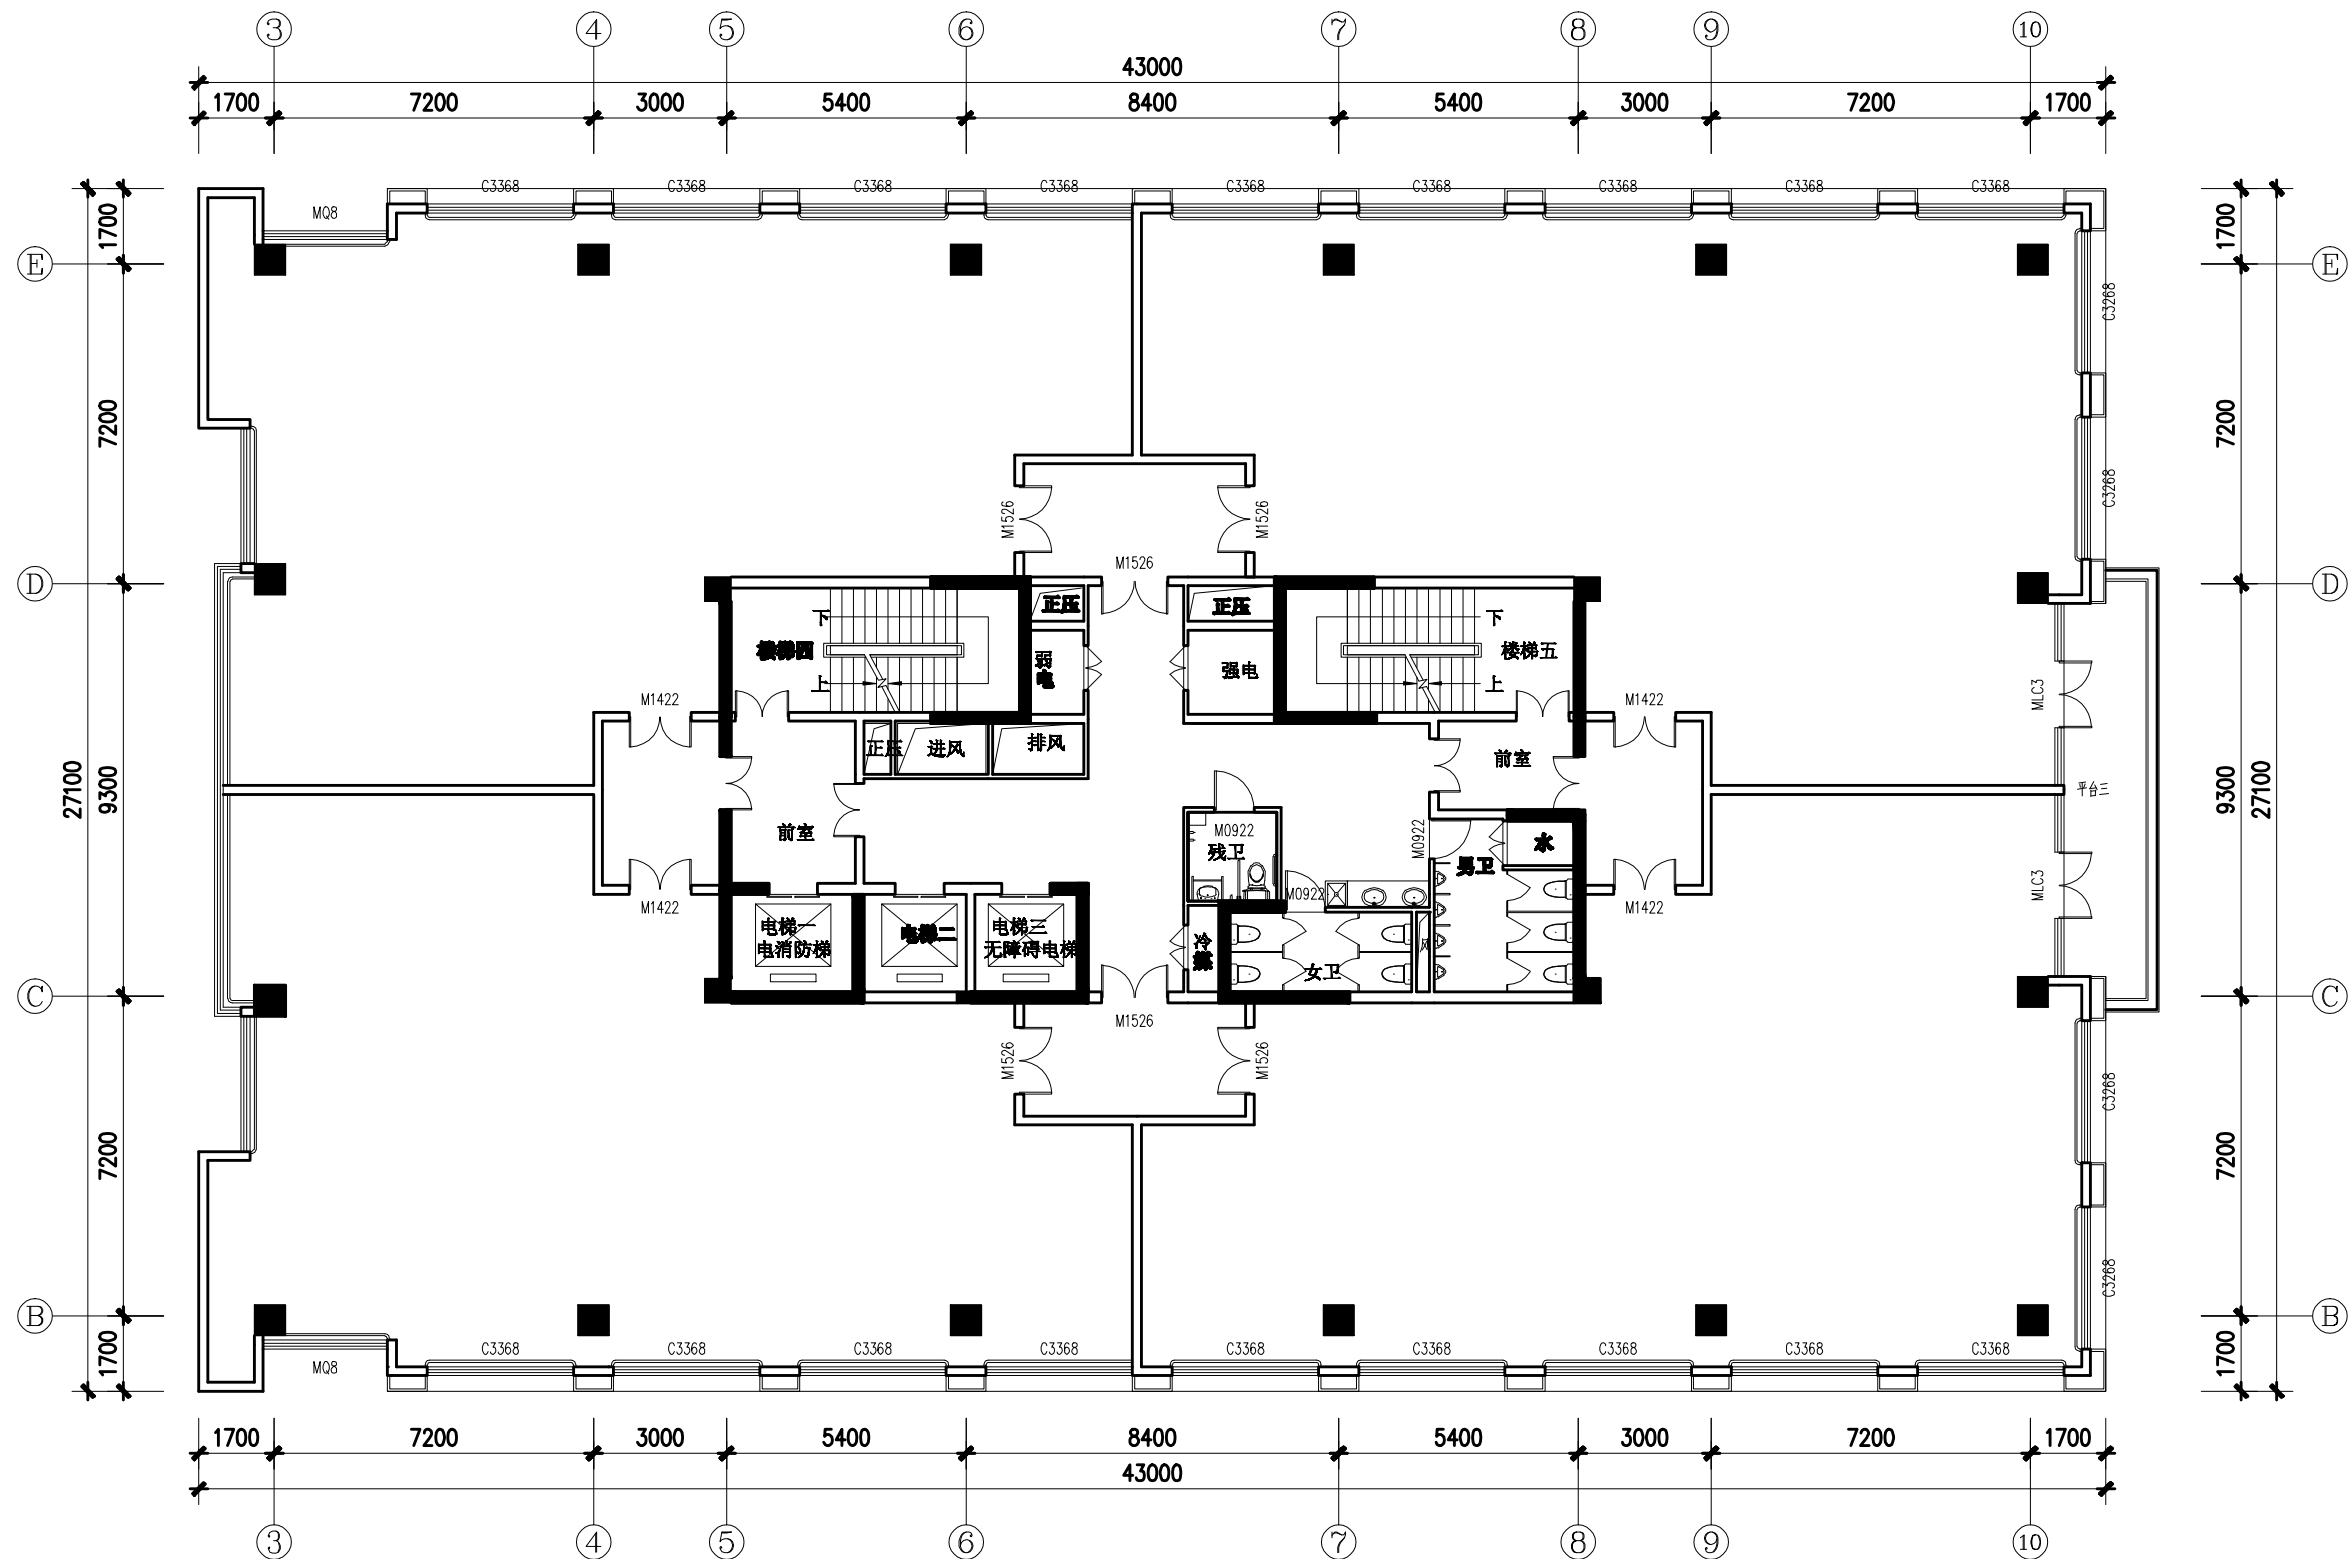 3 4 5 6 7 8 9 10
43000
1700 7200 3000 5400 8400 5400 3000 7200 1700
C3368 C3368 C3368 C3368 C3368 C3368 C3368 C3368 C3368
MQ8
1700 1700
E E
C3268
7200 7200
C3268
M1526 M1526
M1526
D D
正压 正压
下 下
楼梯四 弱电 强电 楼梯五
上 上
M1422 M1422
MLC3
正压 进风 排风 前室
27100 9300 9300 27100
平台三
前室
M0922 M0922
残卫 男卫 水
M0922
MLC3
M1422 M1422
电梯一 电梯二 电梯三
电消防梯 无障碍电梯
冷媒 风
女卫
C C
M1526
M1526 M1526
C3268
7200 7200
C3268
B B
1700 1700
MQ8
C3368 C3368 C3368 C3368 C3368 C3368 C3368 C3368 C3368
1700 7200 3000 5400 8400 5400 3000 7200 1700
43000
3 4 5 6 7 8 9 10